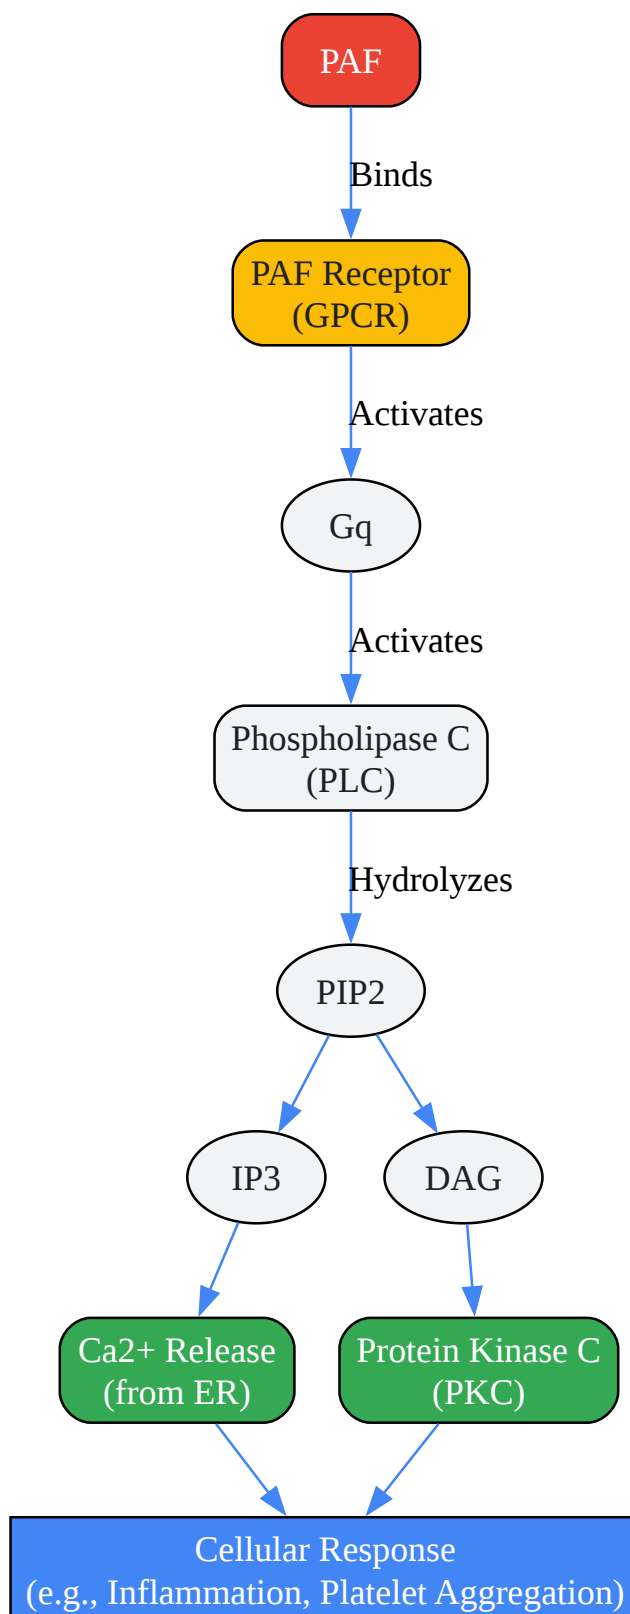 PAF
Binds
PAF Receptor
(GPCR)
Activates
Gq
Activates
Phospholipase C
(PLC)
Hydrolyzes
PIP2
IP3
DAG
Ca2+ Release
(from ER)
Protein Kinase C
(PKC)
Cellular Response
(e.g., Inflammation, Platelet Aggregation)